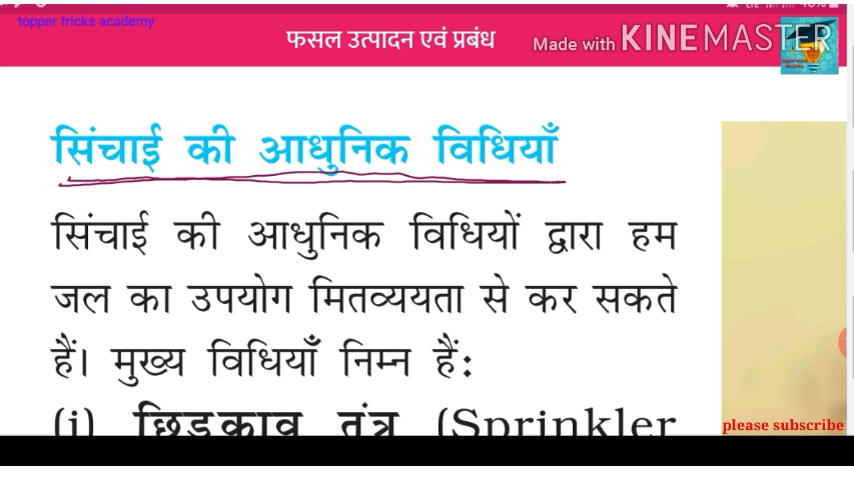 topper tricks academy
फसल उत्पादन एवं प्रबंध
Made with KINEMASTER
सिंचाई की आधुनिक विधियाँ
सिंचाई की आधुनिक विधियों द्वारा हम
जल का उपयोग मितव्ययता से कर सकते
हैं। मुख्य विधियाँ निम्न हैं:
(i) छिड़काव तंत्र (Sprinkler
please subscribe